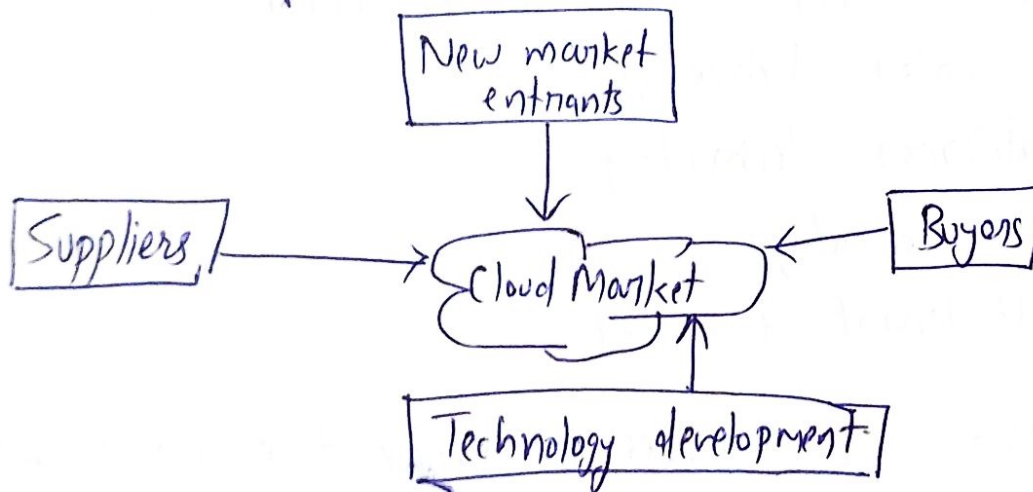 New market
entrants
Suppliers
Buyers
Cloud Market
Technology development